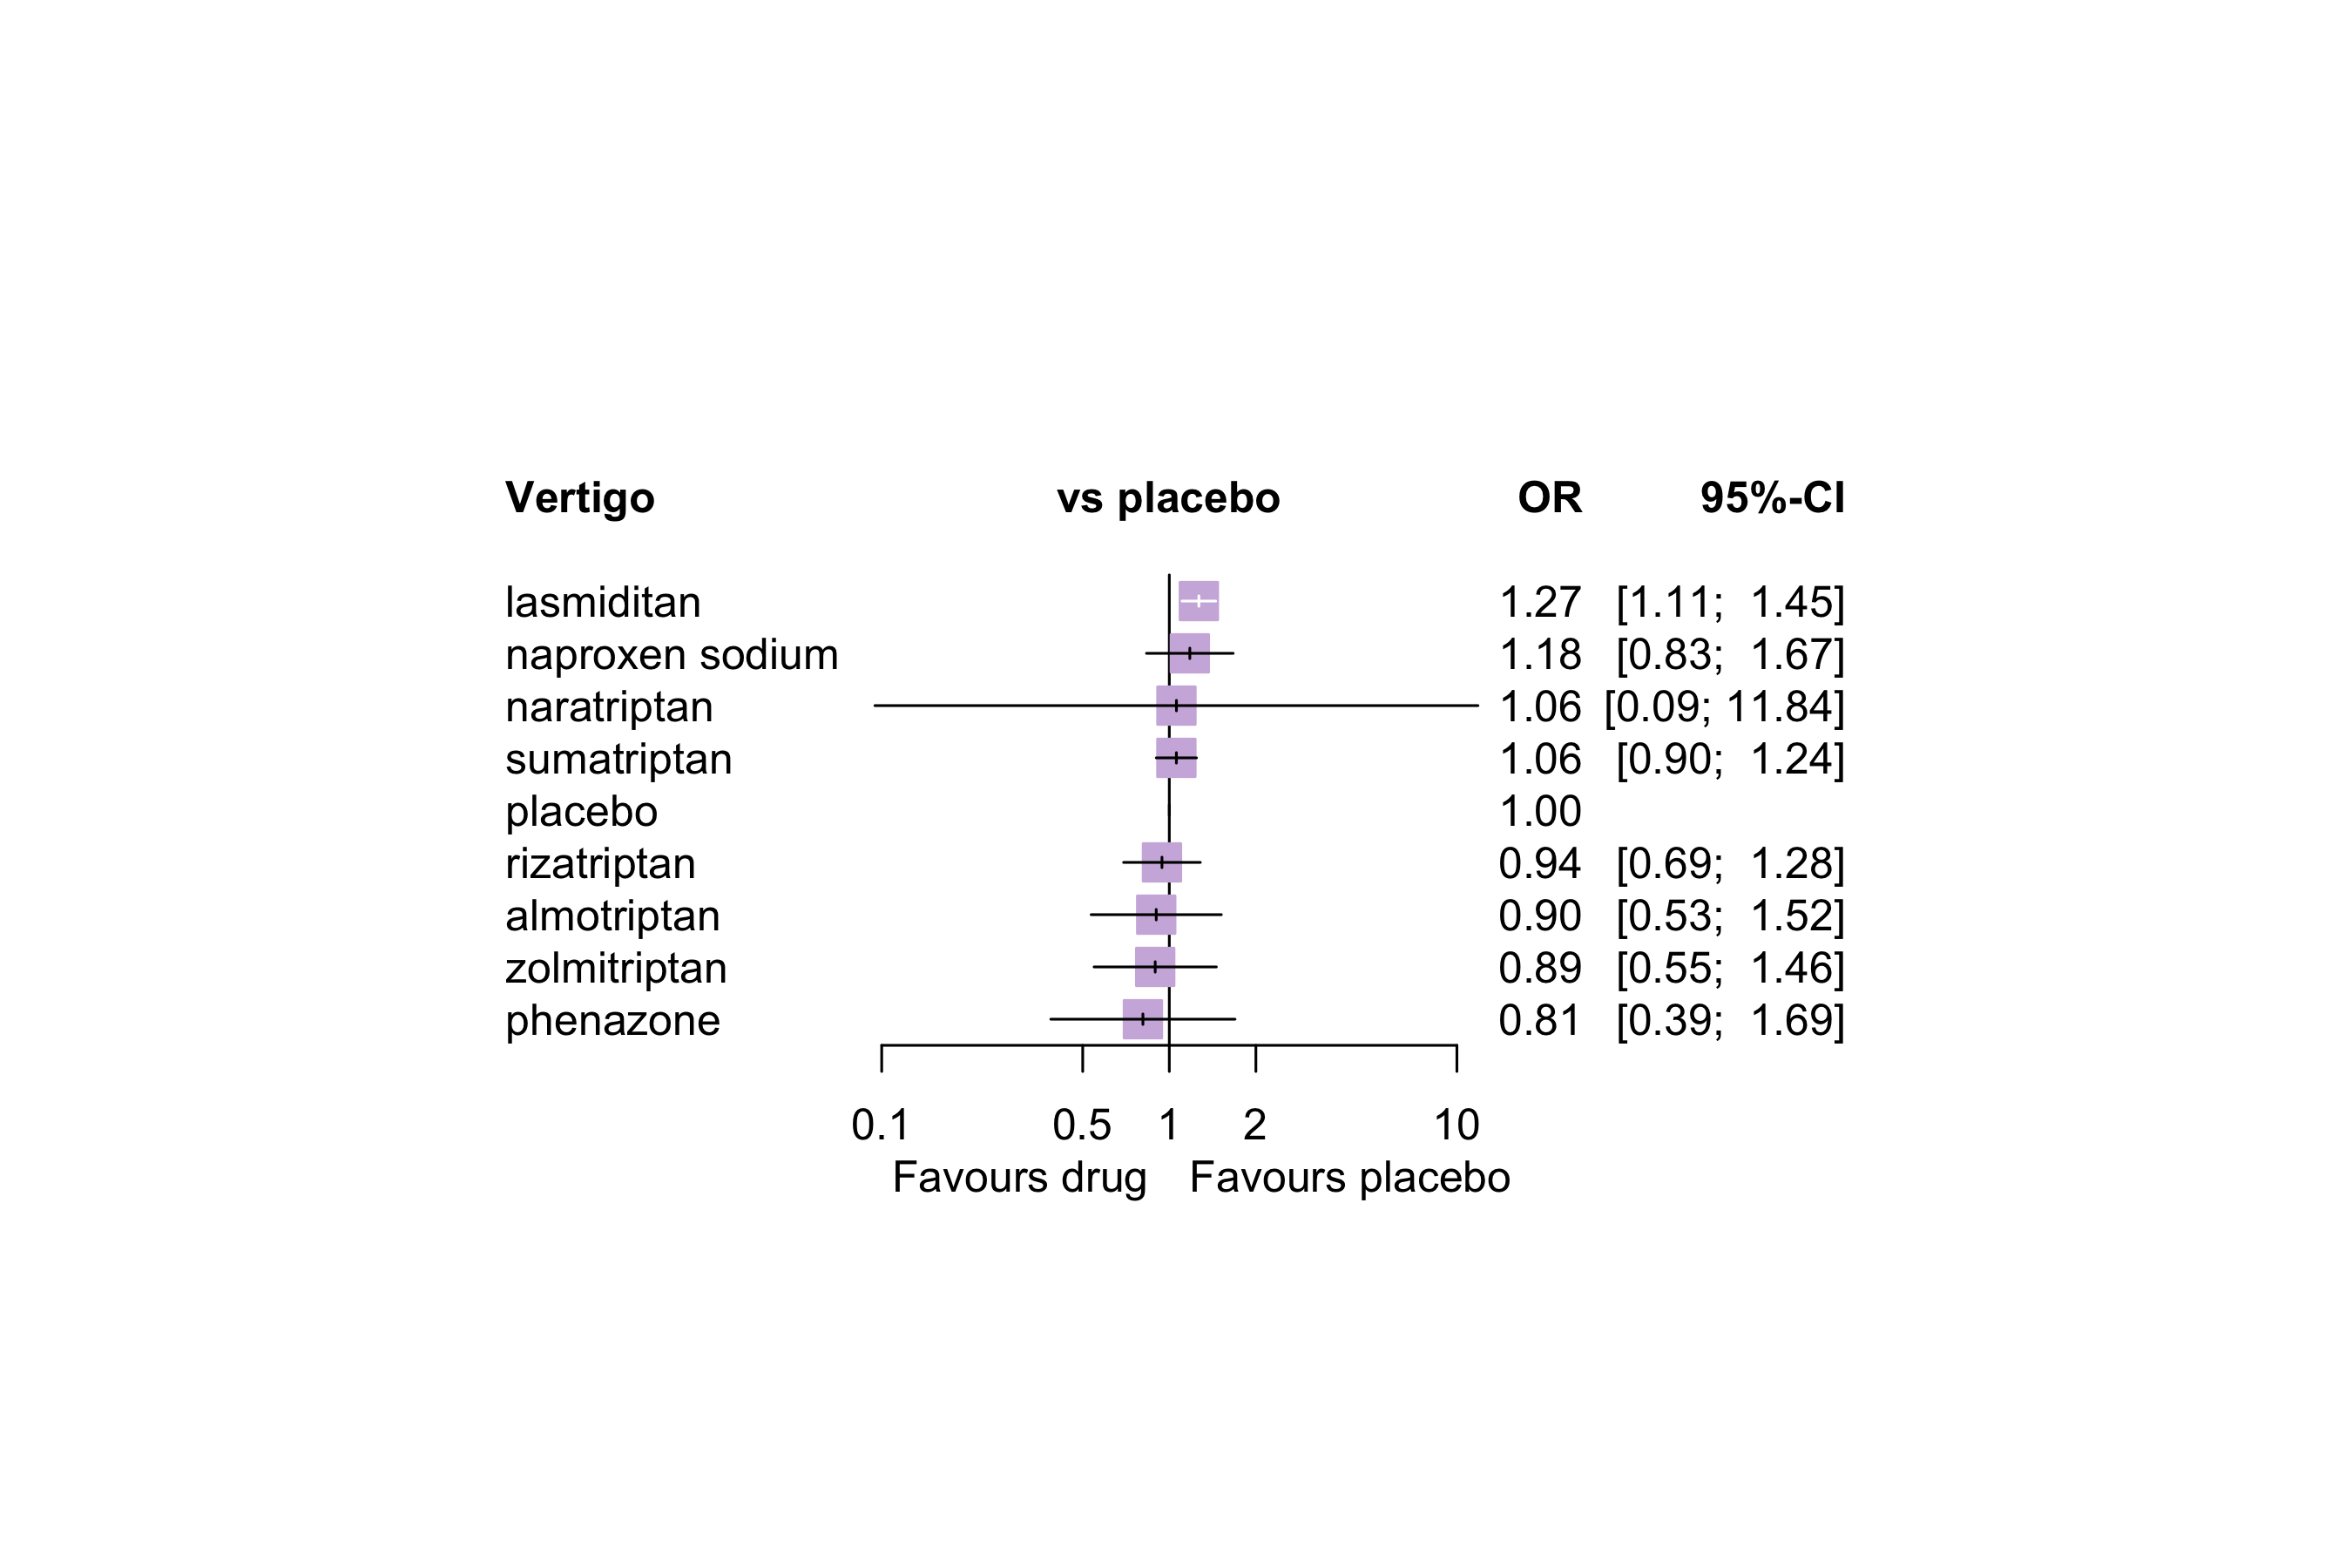 Vertigo vs placebo OR 95%-CI
lasmiditan 1.27 [1.11; 1.45]
naproxen sodium 1.18 [0.83; 1.67]
naratriptan 1.06 [0.09; 11.84]
sumatriptan 1.06 [0.90; 1.24]
placebo 1.00
rizatriptan 0.94 [0.69; 1.28]
almotriptan 0.90 [0.53; 1.52]
zolmitriptan 0.89 [0.55; 1.46]
phenazone 0.81 [0.39; 1.69]
0.1 0.5 1 2 10
Favours drug Favours placebo